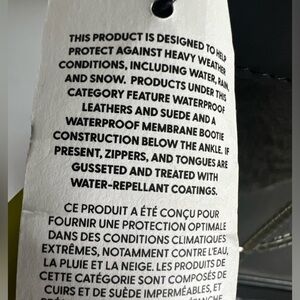 THIS PRODUCT IS DESIGNED TO HELP
PROTECT AGAINST HEAVY WEATHER
CONDITIONS, INCLUDING WATER, RAIN,
AND SNOW. PRODUCTS UNDER THIS
CATEGORY FEATURE WATERPROOF
LEATHERS AND SUEDE AND A
WATERPROOF MEMBRANE BOOTIE
CONSTRUCTION BELOW THE ANKLE. IF
PRESENT, ZIPPERS, AND TONGUES ARE
GUSSETED AND TREATED WITH
WATER-REPELLANT COATINGS.
CE PRODUIT A ÉTÉ CONÇU POUR
FOURNIR UNE PROTECTION OPTIMALE
DANS DES CONDITIONS CLIMATIQUES
EXTRÊMES, NOTAMMENT CONTRE L'EAU,
LA PLUIE ET LA NEIGE. LES PRODUITS DE
CETTE CATÉGORIE SONT COMPOSÉS DE
CUIRS ET DE SUÈDE IMPERMÉABLES, ET